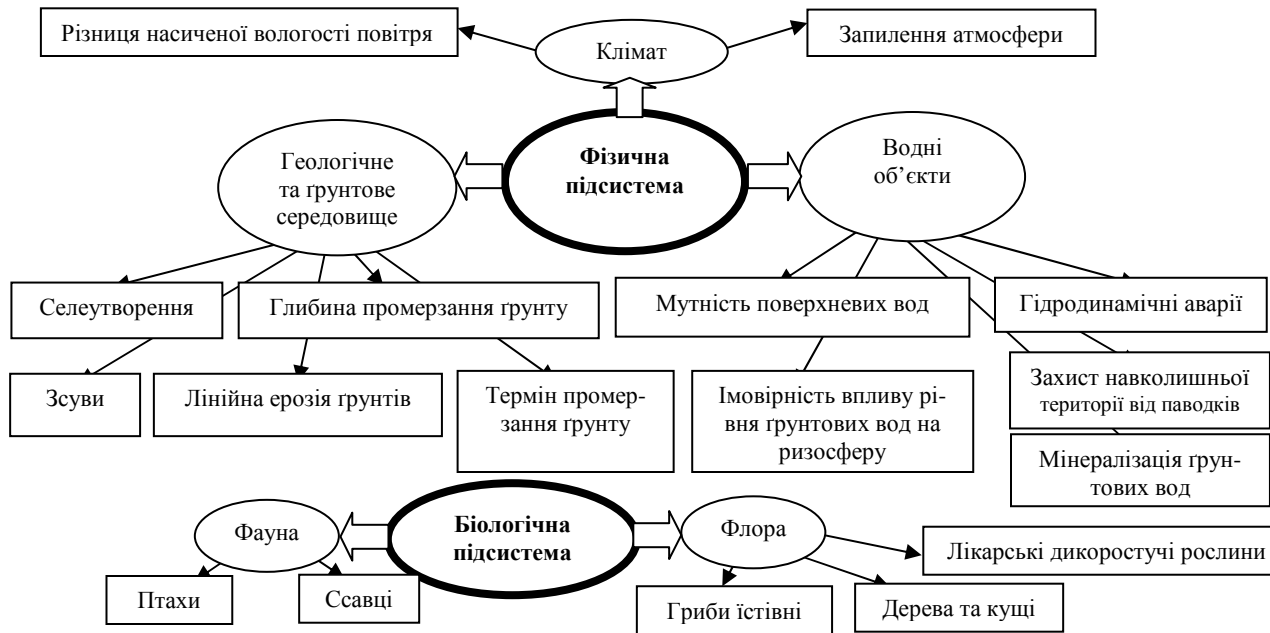 Різниця насиченої вологості повітря
Клімат
Запилення атмосфери
Геологічне
та ґрунтове
середовище
Фізична
підсистема
Водні
об’єкти
Селеутворення
Глибина промерзання ґрунту
Мутність поверхневих вод
Гідродинамічні аварії
Зсуви
Лінійна ерозія ґрунтів
Термін промер-
зання ґрунту
Імовірність впливу рі-
вня ґрунтових вод на
ризосферу
Захист навколишньої
території від паводків
Мінералізація ґрун-
тових вод
Фауна
Біологічна
підсистема
Флора
Лікарські дикоростучі рослини
Птахи
Ссавці
Гриби їстівні
Дерева та кущі